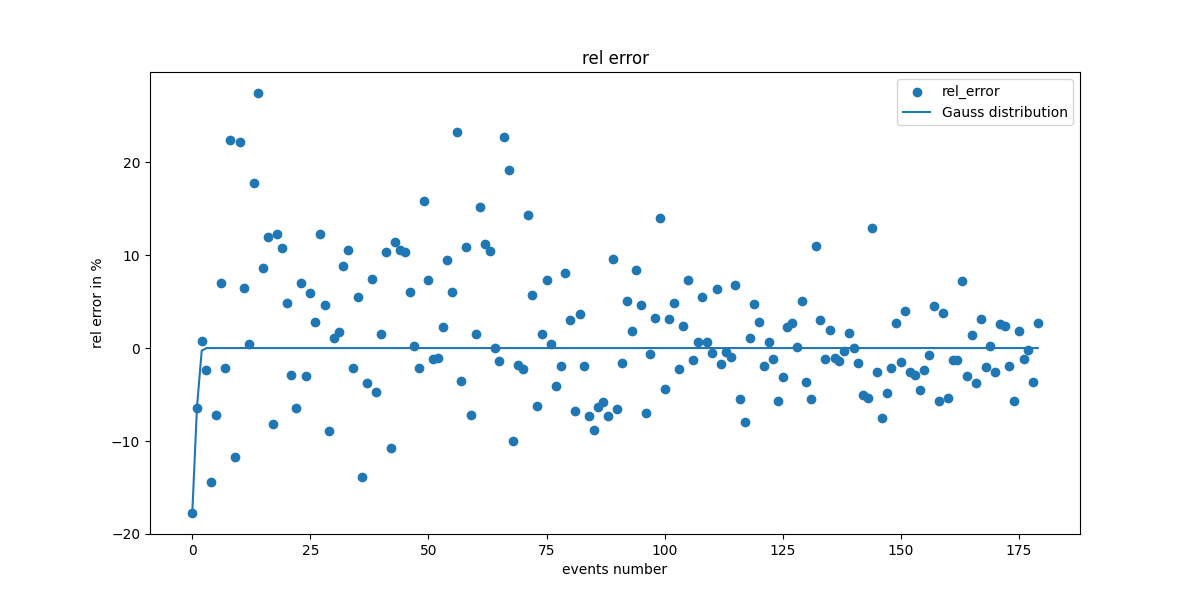 rel error
rel_error
Gauss distribution
20
10
0
−10
−20
rel error in %
0 25 50 75 100 125 150 175
events number